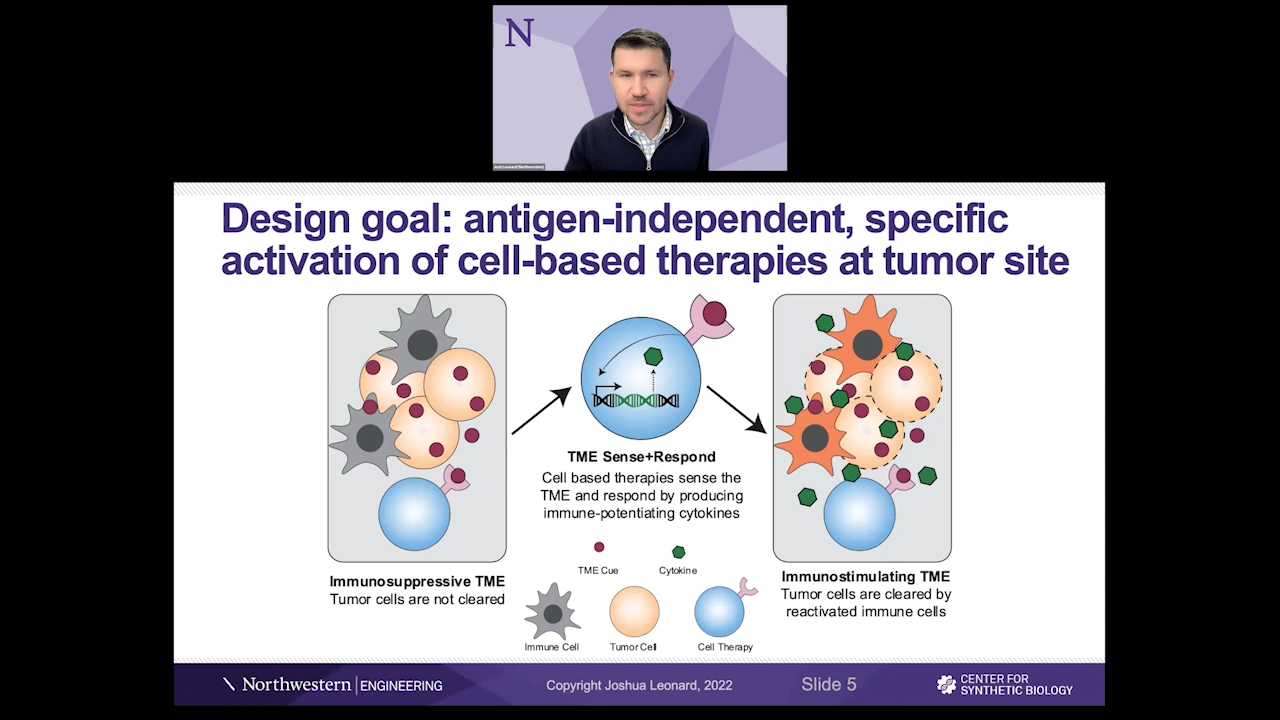 N
Josh Leonard (Northwestern)
Design goal: antigen-independent, specific
activation of cell-based therapies at tumor site
TME Sense+Respond
Cell based therapies sense the
TME and respond by producing
immune-potentiating cytokines
TME Cue
Cytokine
Immune Cell
Tumor Cell
Cell Therapy
Immunosuppressive TME
Tumor cells are not cleared
Immunostimulating TME
Tumor cells are cleared by
reactivated immune cells
Northwestern | ENGINEERING
Copyright Joshua Leonard, 2022
Slide 5
CENTER FOR
SYNTHETIC BIOLOGY